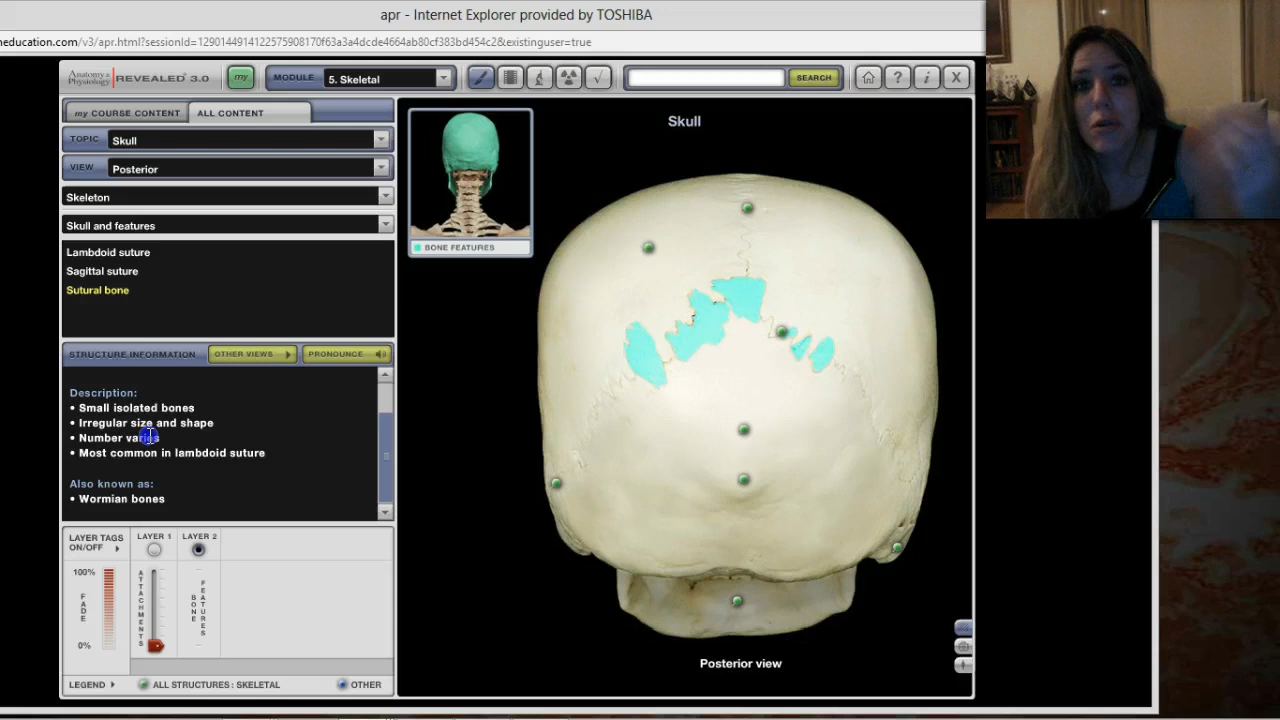 apr - Internet Explorer provided by TOSHIBA
neducation.com/v3/apr.html?sessionId=1290144914122575908170f63a3a4dcde4664ab80cf383bd454c2&existinguser=true
Anatomy & Physiology REVEALED 3.0
my
MODULE
5. Skeletal
SEARCH
?
i
X
my COURSE CONTENT
ALL CONTENT
TOPIC
Skull
VIEW
Posterior
Skeleton
Skull and features
Lambdoid suture
Sagittal suture
Sutural bone
STRUCTURE INFORMATION
OTHER VIEWS
PRONOUNCE
Description:
• Small isolated bones
• Irregular size and shape
• Number varies
• Most common in lambdoid suture
Also known as:
• Wormian bones
LAYER TAGS
ON/OFF
LAYER 1
LAYER 2
100%
FADE
0%
ATTACHMENTS
BONE FEATURES
LEGEND
ALL STRUCTURES: SKELETAL
OTHER
BONE FEATURES
Skull
Posterior view